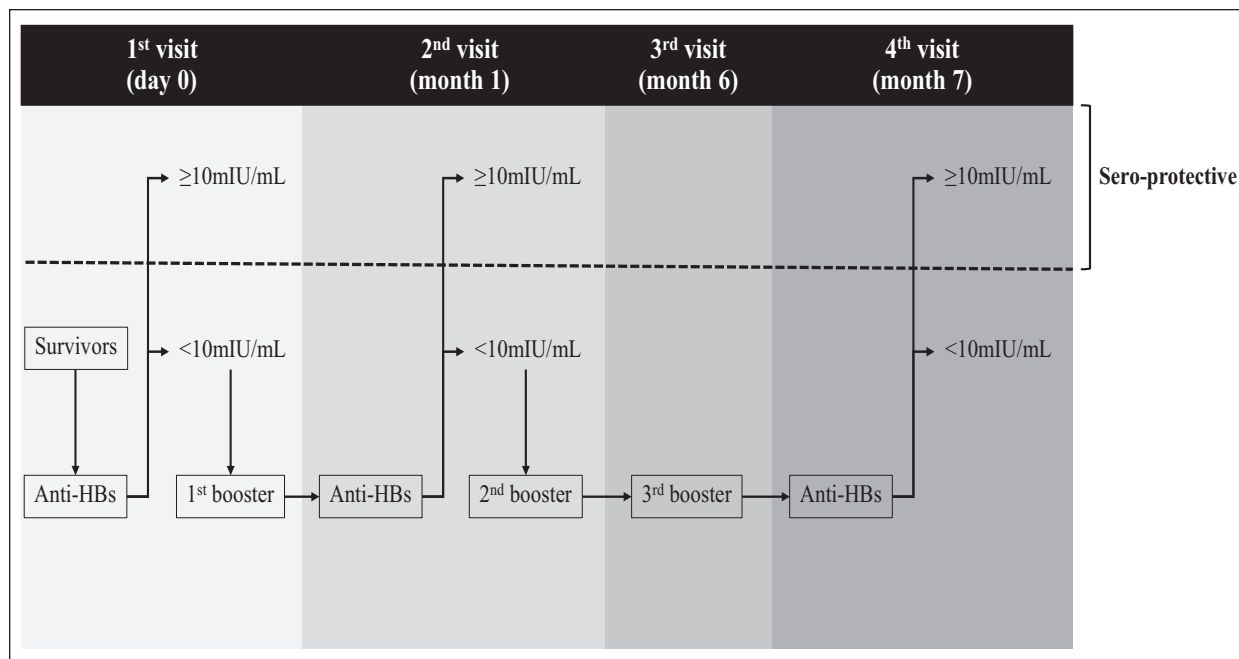 1st visit
(day 0)
2nd visit
(month 1)
3rd visit
(month 6)
4th visit
(month 7)
≥10mIU/mL
≥10mIU/mL
≥10mIU/mL
Sero-protective
Survivors
<10mIU/mL
<10mIU/mL
<10mIU/mL
Anti-HBs
1st booster
Anti-HBs
2nd booster
3rd booster
Anti-HBs